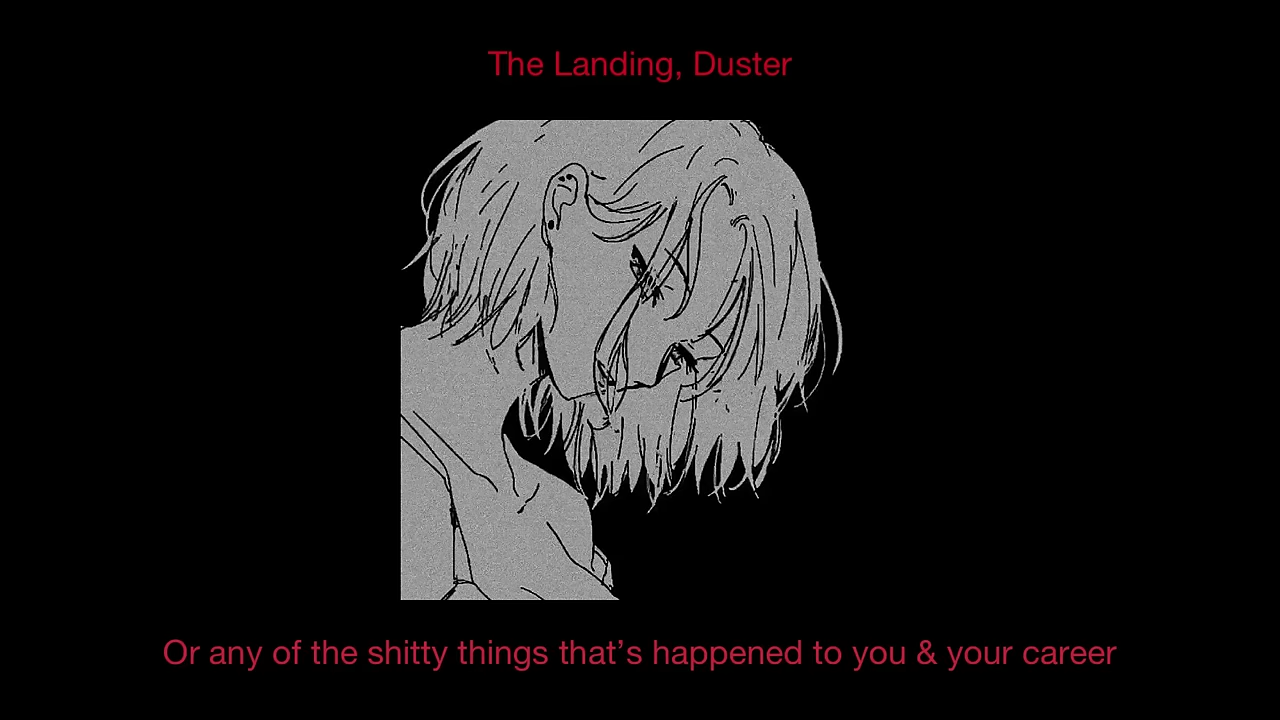 The Landing, Duster
Or any of the shitty things that’s happened to you & your career